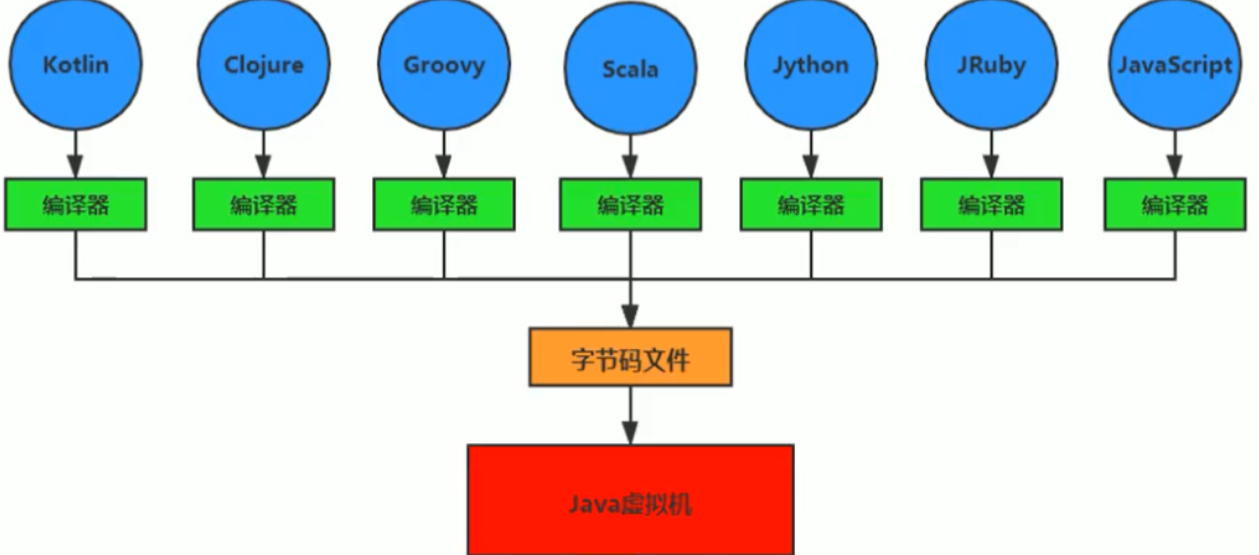 Kotlin
Clojure
Groovy
Scala
Jython
JRuby
JavaScript
编译器
编译器
编译器
编译器
编译器
编译器
编译器
字节码文件
Java虚拟机